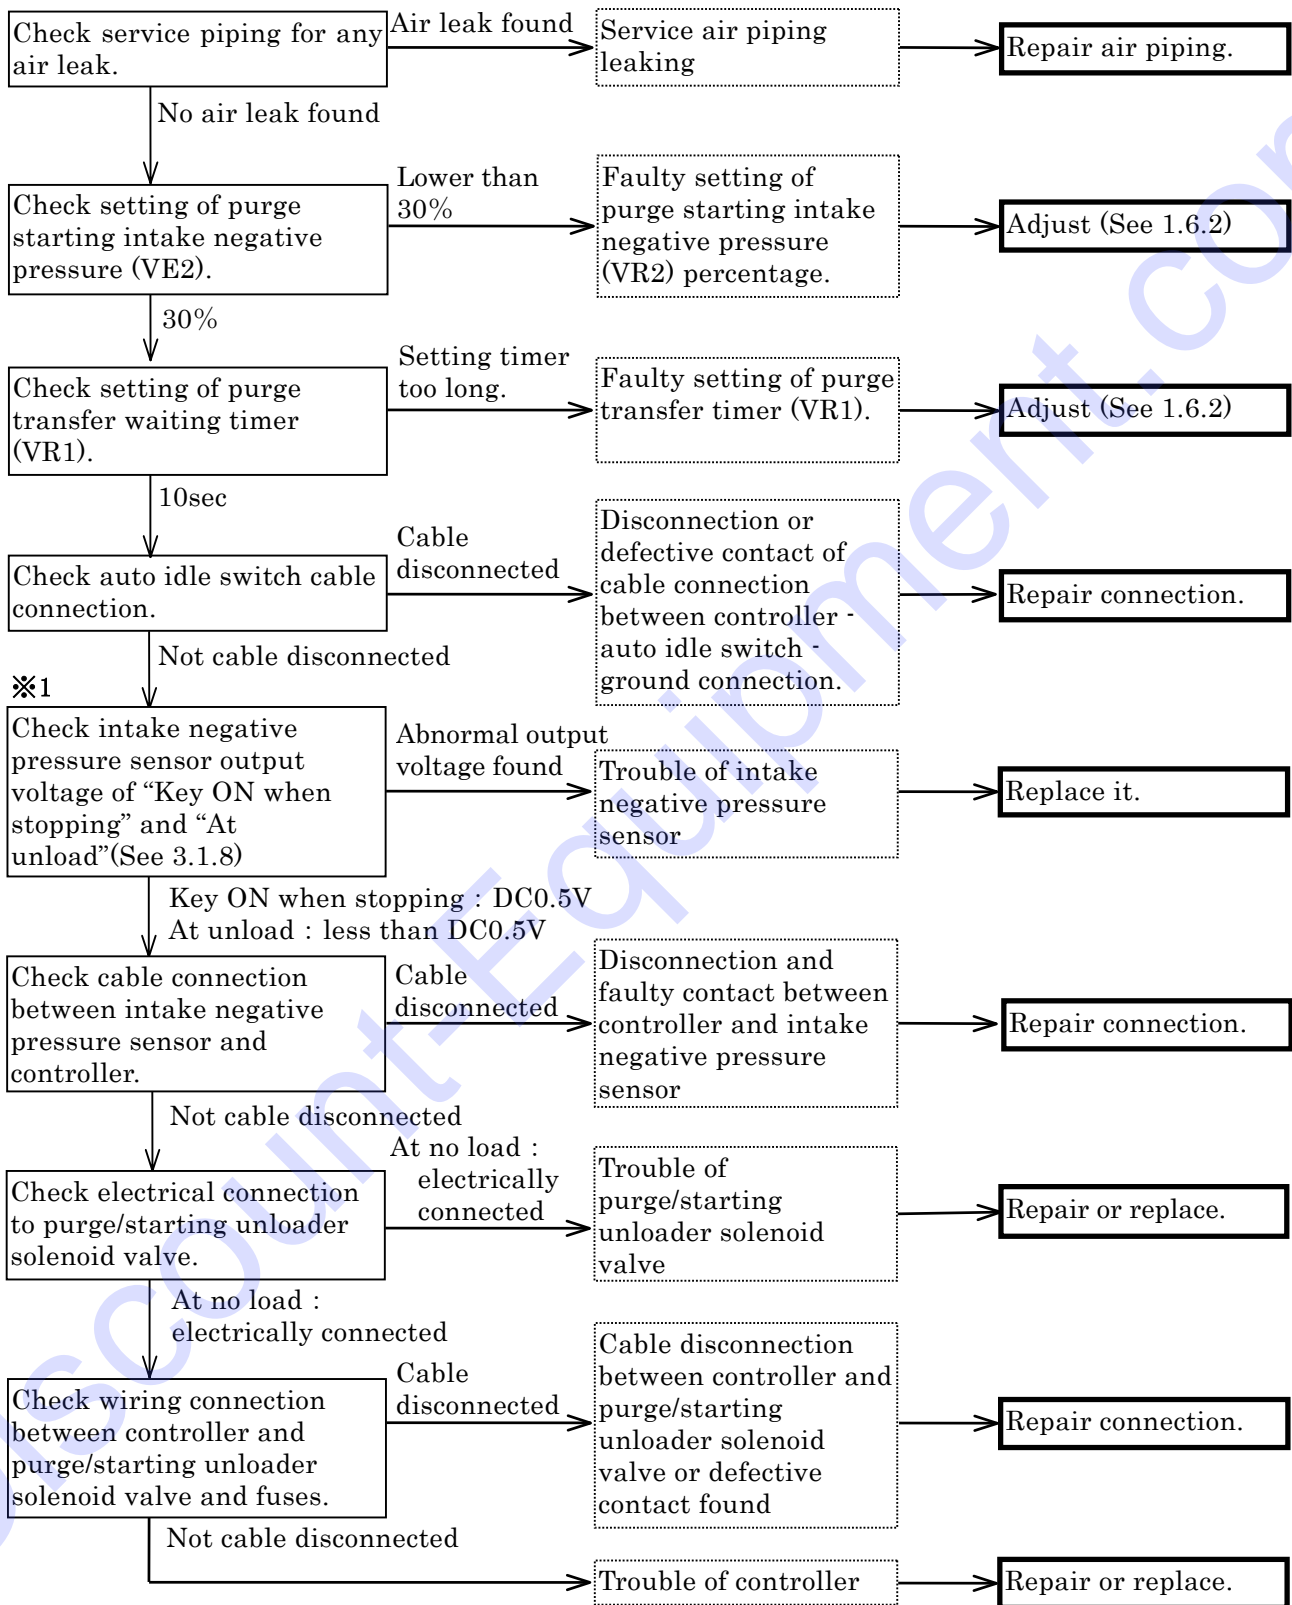 Check service piping for any
air leak.
Air leak found
Service air piping
leaking
Repair air piping.
No air leak found
Check setting of purge
starting intake negative
pressure (VE2).
Lower than
30%
Faulty setting of
purge starting intake
negative pressure
(VR2) percentage.
Adjust (See 1.6.2)
30%
Check setting of purge
transfer waiting timer
(VR1).
Setting timer
too long.
Faulty setting of purge
transfer timer (VR1).
Adjust (See 1.6.2)
10sec
Check auto idle switch cable
connection.
Cable
disconnected
Disconnection or
defective contact of
cable connection
between controller -
auto idle switch -
ground connection.
Repair connection.
Not cable disconnected
※1
Check intake negative
pressure sensor output
voltage of “Key ON when
stopping” and “At
unload”(See 3.1.8)
Abnormal output
voltage found
Trouble of intake
negative pressure
sensor
Replace it.
Key ON when stopping : DC0.5V
At unload : less than DC0.5V
Check cable connection
between intake negative
pressure sensor and
controller.
Cable
disconnected
Disconnection and
faulty contact between
controller and intake
negative pressure
sensor
Repair connection.
Not cable disconnected
Check electrical connection
to purge/starting unloader
solenoid valve.
At no load :
electrically
connected
Trouble of
purge/starting
unloader solenoid
valve
Repair or replace.
At no load :
electrically connected
Check wiring connection
between controller and
purge/starting unloader
solenoid valve and fuses.
Cable
disconnected
Cable disconnection
between controller and
purge/starting
unloader solenoid
valve or defective
contact found
Repair connection.
Not cable disconnected
Trouble of controller
Repair or replace.
Discount-Equipment.com